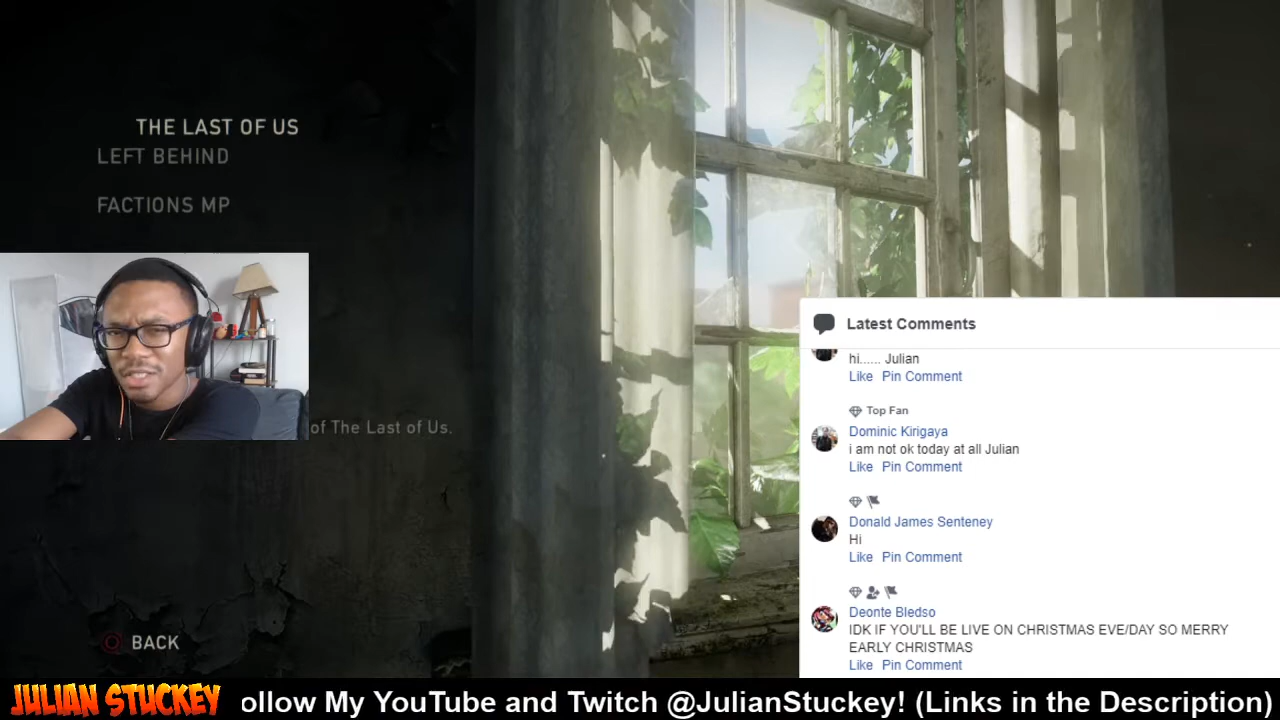 THE LAST OF US
LEFT BEHIND
FACTIONS MP
of The Last of Us.
BACK
Latest Comments
hi...... Julian
Like Pin Comment
Top Fan
Dominic Kirigaya
i am not ok today at all Julian
Like Pin Comment
Donald James Senteney
Hi
Like Pin Comment
Deonte Bledso
IDK IF YOU'LL BE LIVE ON CHRISTMAS EVE/DAY SO MERRY
EARLY CHRISTMAS
Like Pin Comment
JULIAN STUCKEY
ollow My YouTube and Twitch @JulianStuckey! (Links in the Description)